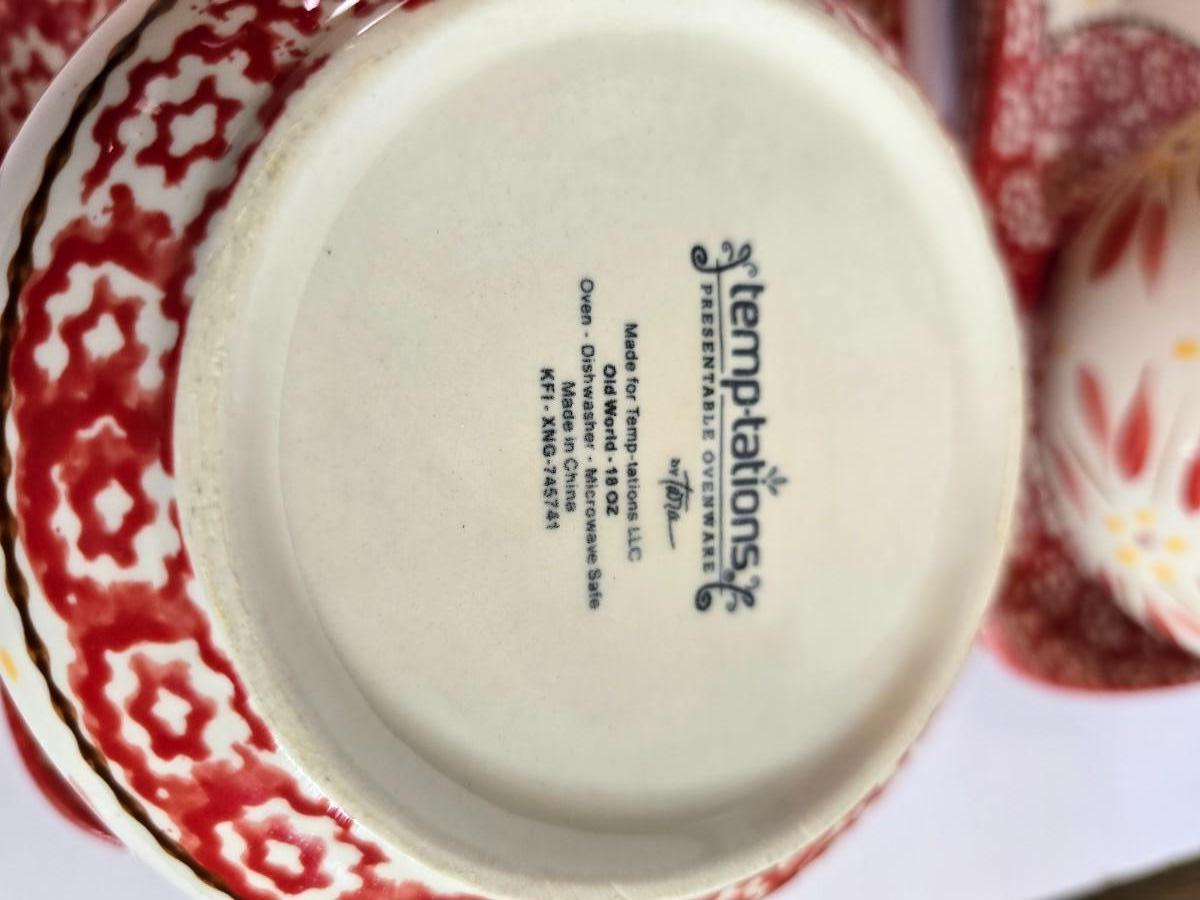 temp-tations
PRESENTABLE OVENWARE
by Tara
Made for Temp-tations LLC
Old World - 18 OZ
Oven - Dishwasher - Microwave Safe
Made in China
KFI - XNG-745741